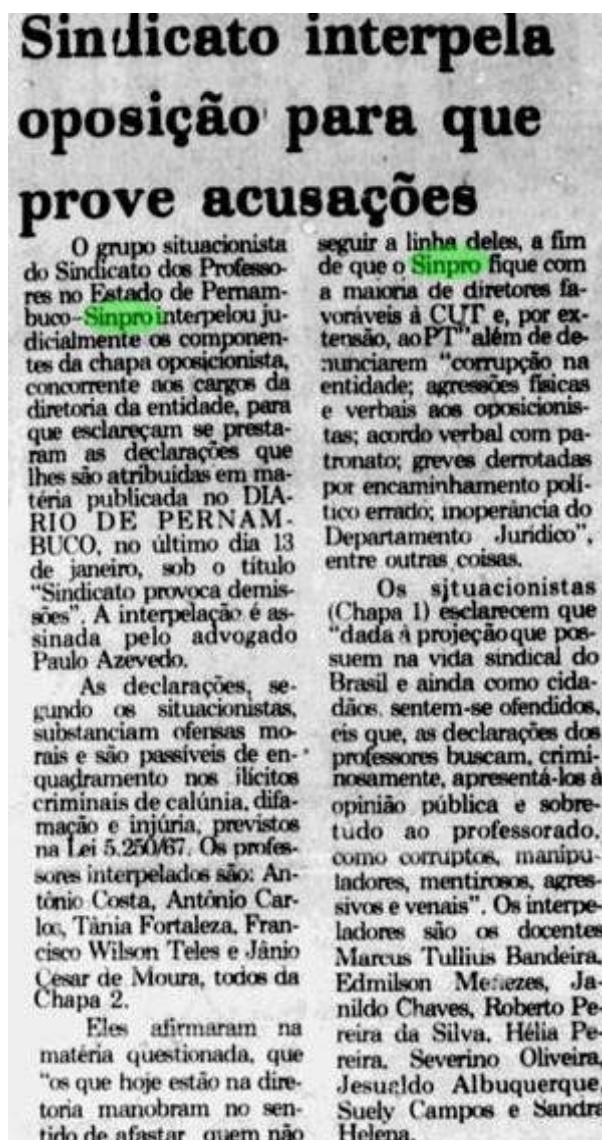 Sindicato interpela
oposição para que
prove acusações
O grupo situacionista
do Sindicato dos Professo-
res no Estado de Pernam-
buco-Sinpro interpelou ju-
dicialmente os componen-
tes da chapa oposicionista,
concorrente aos cargos da
diretoria da entidade, para
que esclareçam se presta-
ram as declarações que
lhes são atribuídas em ma-
téria publicada no DIA-
RIO DE PERNAM-
BUCO, no último dia 13
de janeiro, sob o título
"Sindicato provoca demis-
sões". A interpelação é as-
sinada pelo advogado
Paulo Azevedo.
As declarações, se-
gundo os situacionistas,
substanciam ofensas mo-
rais e são passíveis de en-
quadramento nos ilícitos
criminais de calúnia, difa-
mação e injúria, previstos
na Lei 5.250/67. Os profes-
sores interpelados são: An-
tônio Costa, Antônio Car-
los, Tânia Fortaleza, Fran-
cisco Wilson Teles e Jânio
Cesar de Moura, todos da
Chapa 2.
Eles afirmaram na
matéria questionada, que
"os que hoje estão na dire-
toria manobram no sen-
tido de afastar quem não
seguir a linha deles, a fim
de que o Sinpro fique com
a maioria de diretores fa-
voráveis à CUT e, por ex-
tensão, ao PT" além de de-
nunciarem "corrupção na
entidade; agressões físicas
e verbais aos oposicionis-
tas; acordo verbal com pa-
tronato; greves derrotadas
por encaminhamento polí-
tico errado; inoperância do
Departamento Jurídico",
entre outras coisas.
Os situacionistas
(Chapa 1) esclarecem que
"dada à projeção que pos-
suem na vida sindical do
Brasil e ainda como cida-
dãos, sentem-se ofendidos,
eis que, as declarações dos
professores buscam, crimi-
nosamente, apresentá-los à
opinião pública e sobre-
tudo ao professorado,
como corruptos, manipu-
ladores, mentirosos, agres-
sivos e venais". Os interpe-
ladores são os docentes
Marcus Tullius Bandeira,
Edmilson Menezes, Ja-
nildo Chaves, Roberto Pe-
reira da Silva, Hélia Pe-
reira, Severino Oliveira,
Jesualdo Albuquerque,
Suely Campos e Sandra
Helena.